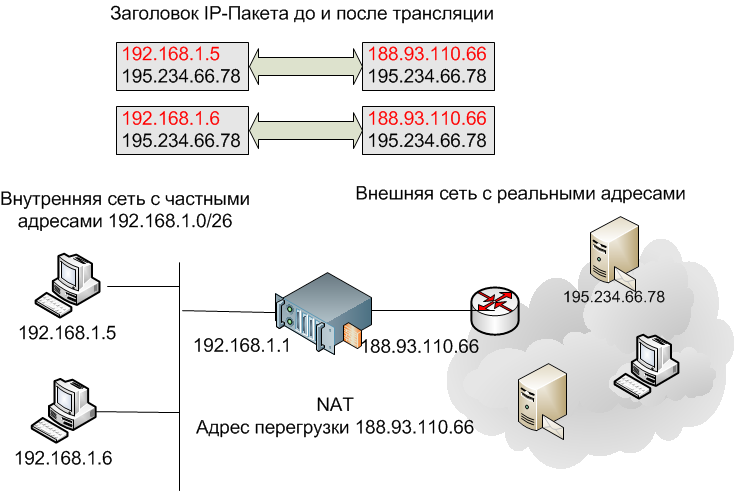 Заголовок IP-Пакета до и после трансляции
192.168.1.5
195.234.66.78
188.93.110.66
195.234.66.78
192.168.1.6
195.234.66.78
188.93.110.66
195.234.66.78
Внутренняя сеть с частными
адресами 192.168.1.0/26
Внешняя сеть с реальными адресами
195.234.66.78
192.168.1.5
192.168.1.1
188.93.110.66
NAT
Адрес перегрузки 188.93.110.66
192.168.1.6